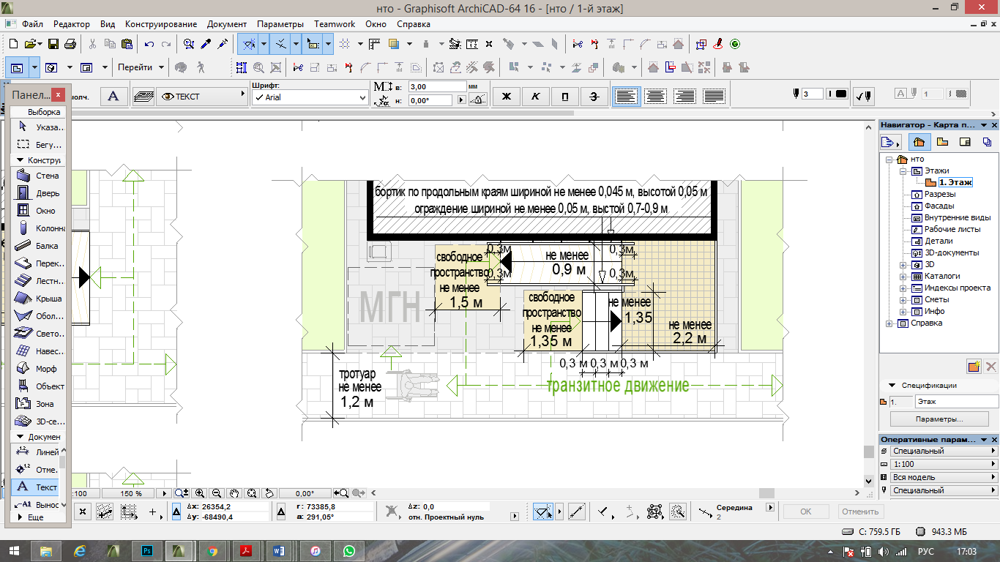 нто - Graphisoft ArchiCAD-64 16 - [нто / 1-й этаж]
Файл Редактор Вид Конструирование Документ Параметры Teamwork Окно Справка
Перейти
молч. ТЕКСТ
Шрифт:
Arial
в: 3,00 мм
н: 0,00°
Ж К П З
3 1 1
Панел...
Выборка
Указа...
Бегу...
Констру
Стена
Дверь
Окно
Колонна
Балка
Перек...
Лестн...
Крыша
Обол...
Свето...
Навес...
Морф
Объект
Зона
3D-се...
Докумен
Линей
Отме.
Текст
Вынос
Еще
бортик по продольным краям шириной не менее 0,045 м, высотой 0,05 м
ограждение шириной не менее 0,05 м, выстой 0,7-0,9 м
0,3м
0,3м
0,3м
0,3м
свободное
пространство
не менее
1,5 м
не менее
0,9 м
МГН
свободное
пространство
не менее
1,35 м
не менее
1,35
не менее
2,2 м
0,3 м 0,3 м 0,3 м
тротуар
не менее
1,2 м
транзитное движение
Навигатор - Карта п...
нто
Этажи
1. Этаж
Разрезы
Фасады
Внутренние виды
Рабочие листы
Детали
3D-документы
3D
Каталоги
Индексы проекта
Сметы
Инфо
Справка
Спецификации
1. Этаж
Параметры...
Оперативные парам...
Специальный
1:100
Вся модель
Специальный
:100 150 % 0,00°
Δx: 26354,2
Δy: -68490,4
r: 73385,8
a: 291,05°
Δz: 0,0
отн. Проектный нуль
Середина
2
ОК Отменить
C: 759.5 ГБ 943.3 МБ
РУС 17:03